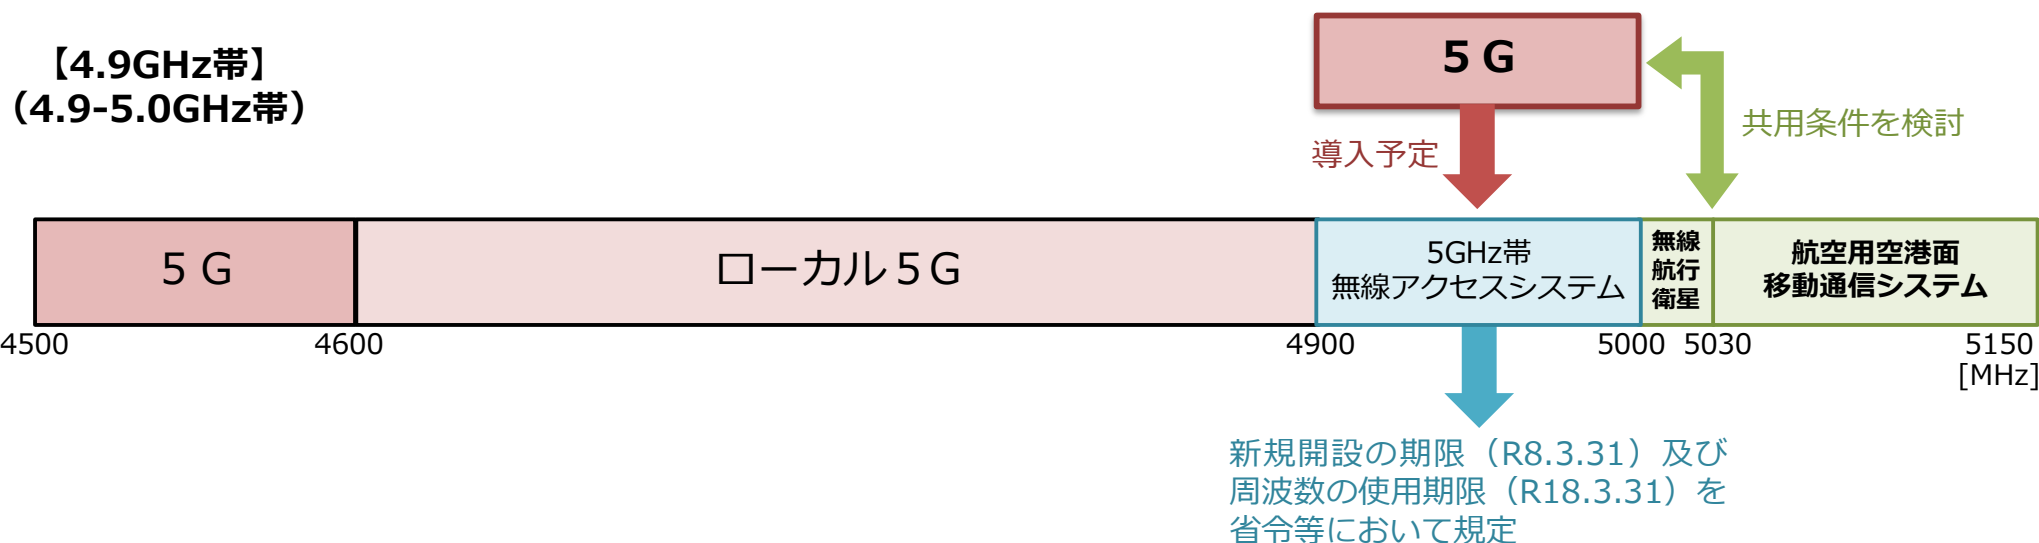 【4.9GHz帯】
（4.9-5.0GHz帯）
５Ｇ
共用条件を検討
導入予定
５Ｇ
ローカル５Ｇ
5GHz帯
無線アクセスシステム
無線
航行
衛星
航空用空港面
移動通信システム
4500
4600
4900
5000
5030
5150
[MHz]
新規開設の期限（R8.3.31）及び
周波数の使用期限（R18.3.31）を
省令等において規定